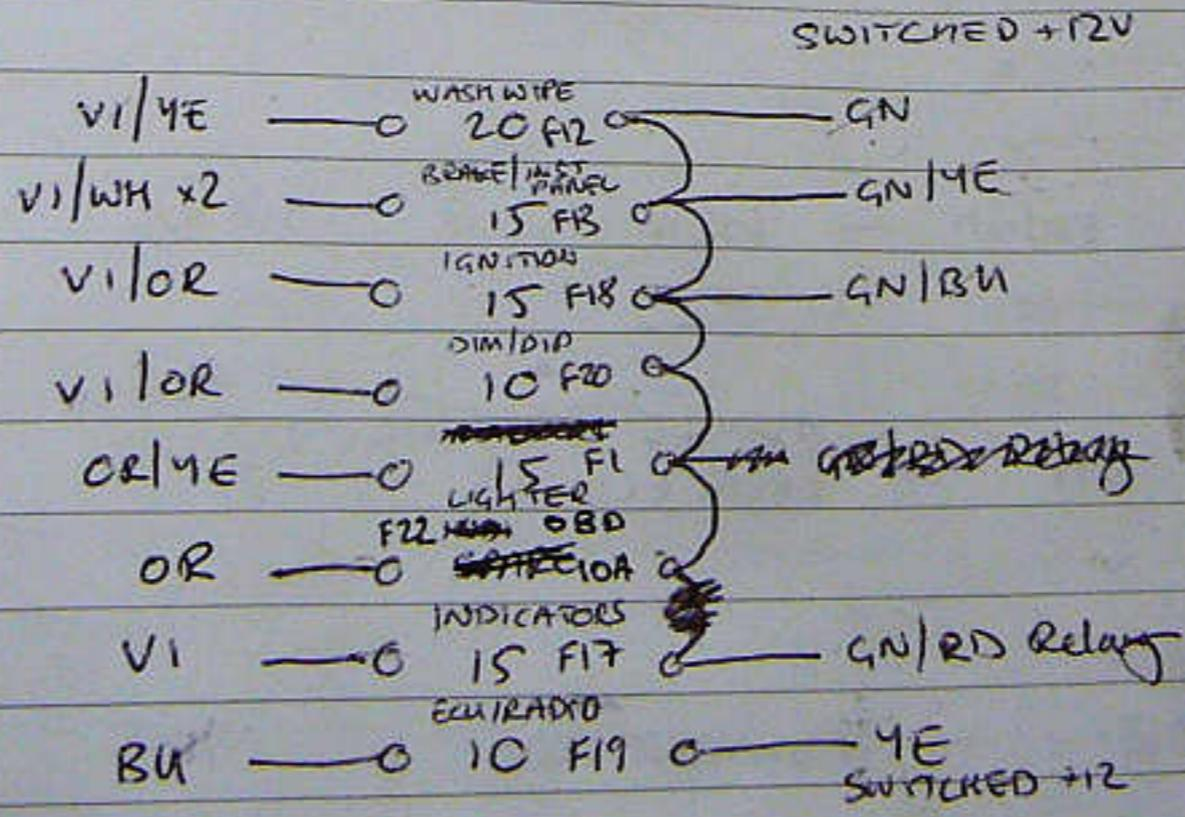 SWITCHED +12V
WASH WIPE
VI/YE 20 F12 GN
BRAKE/INST PANEL
VI/WH x2 15 F13 GN/YE
IGNITION
VI/OR 15 F18 GN/BU
DIM/DIP
VI/OR 10 F20
OR/YE 15 F1
LIGHTER
F22 OBD
OR 10A
INDICATORS
VI 15 F17 GN/RD Relay
ECU/RADIO
BU 10 F19 YE
SWITCHED +12